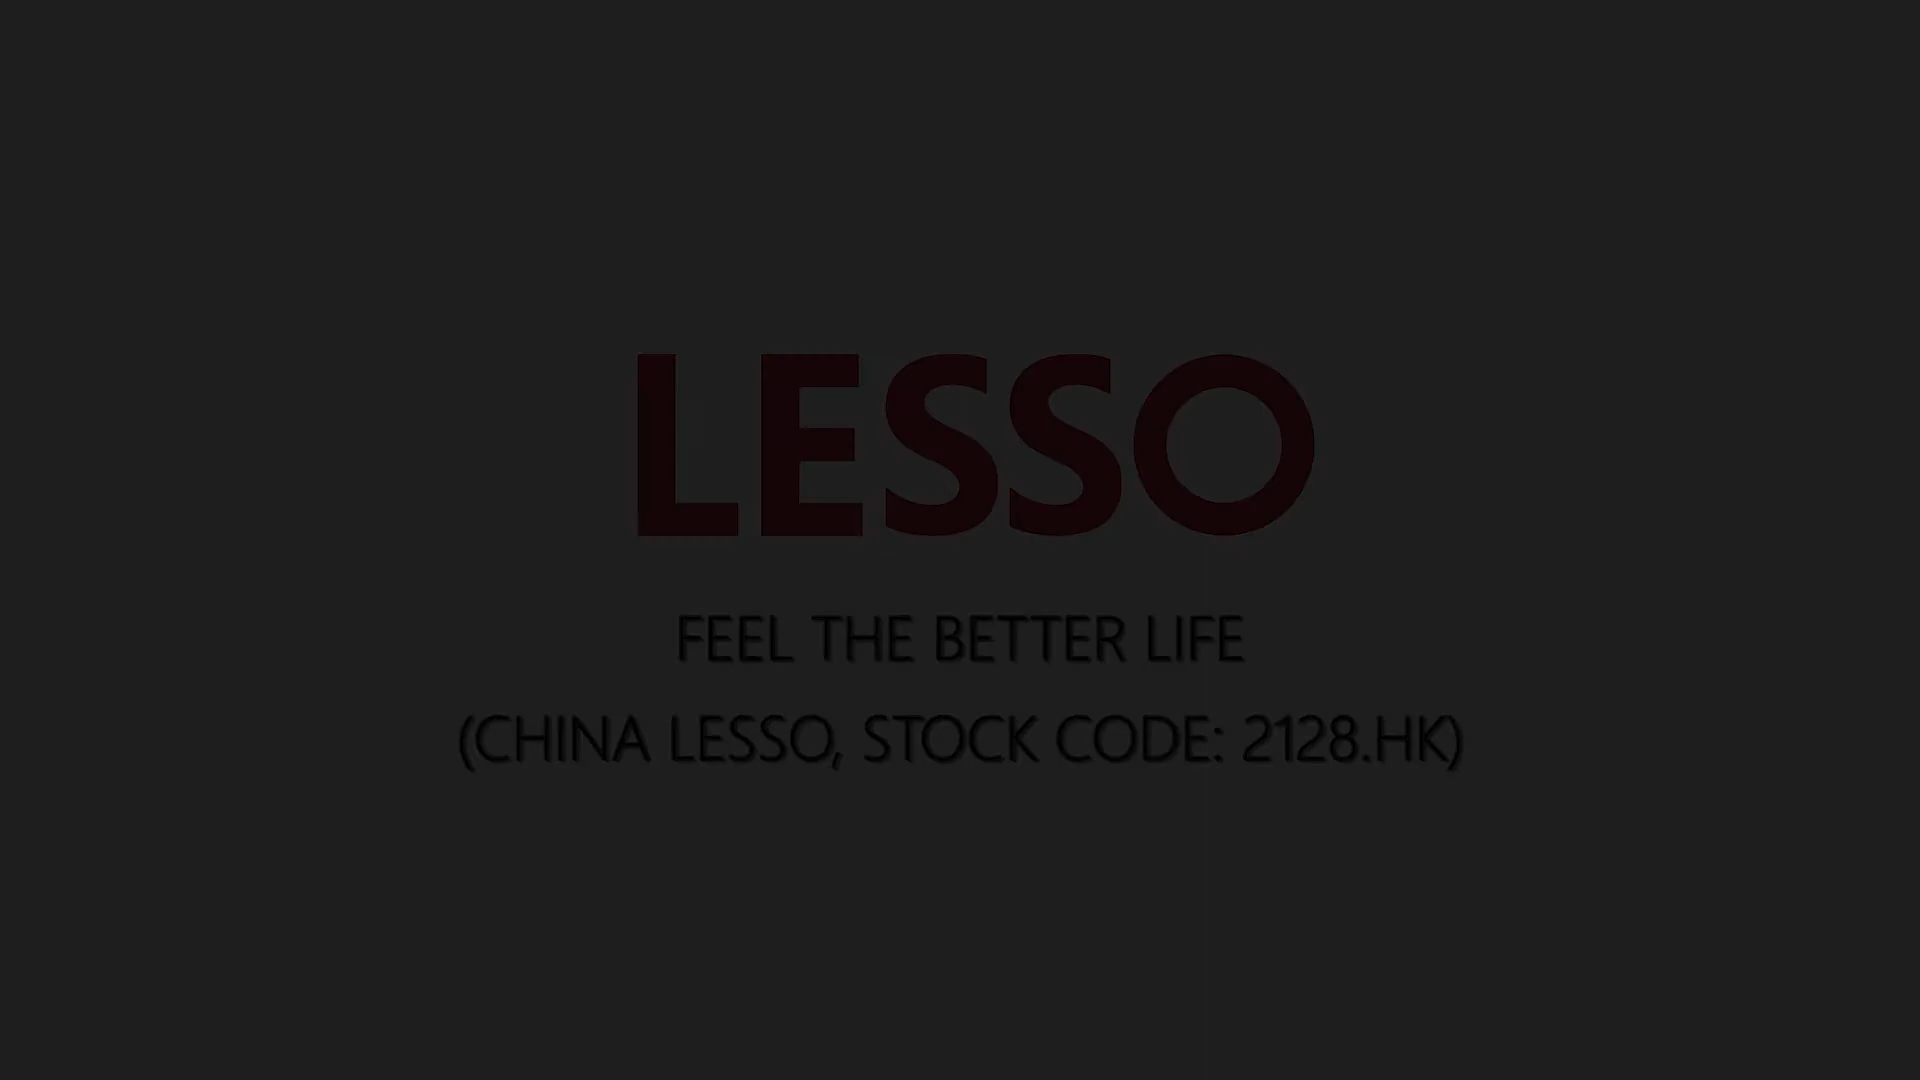 LESSO
FEEL THE BETTER LIFE
(CHINA LESSO, STOCK CODE: 2128.HK)